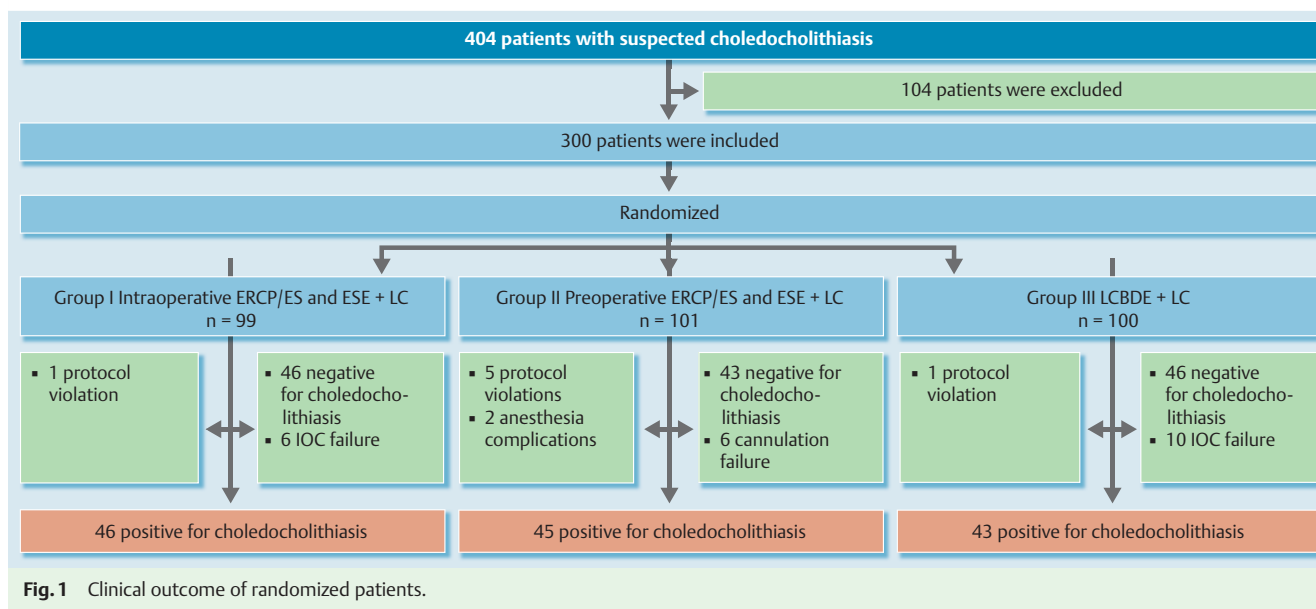 404 patients with suspected choledocholithiasis
104 patients were excluded
300 patients were included
Randomized
Group I Intraoperative ERCP/ES and ESE + LC
n = 99
Group II Preoperative ERCP/ES and ESE + LC
n = 101
Group III LCBDE + LC
n = 100
▪ 1 protocol
violation
▪ 46 negative
for choledocho-
lithiasis
▪ 6 IOC failure
▪ 5 protocol
violations
▪ 2 anesthesia
complications
▪ 43 negative for
choledocho-
lithiasis
▪ 6 cannulation
failure
▪ 1 protocol
violation
▪ 46 negative
for choledocho-
lithiasis
▪ 10 IOC failure
46 positive for choledocholithiasis
45 positive for choledocholithiasis
43 positive for choledocholithiasis
Fig. 1 Clinical outcome of randomized patients.